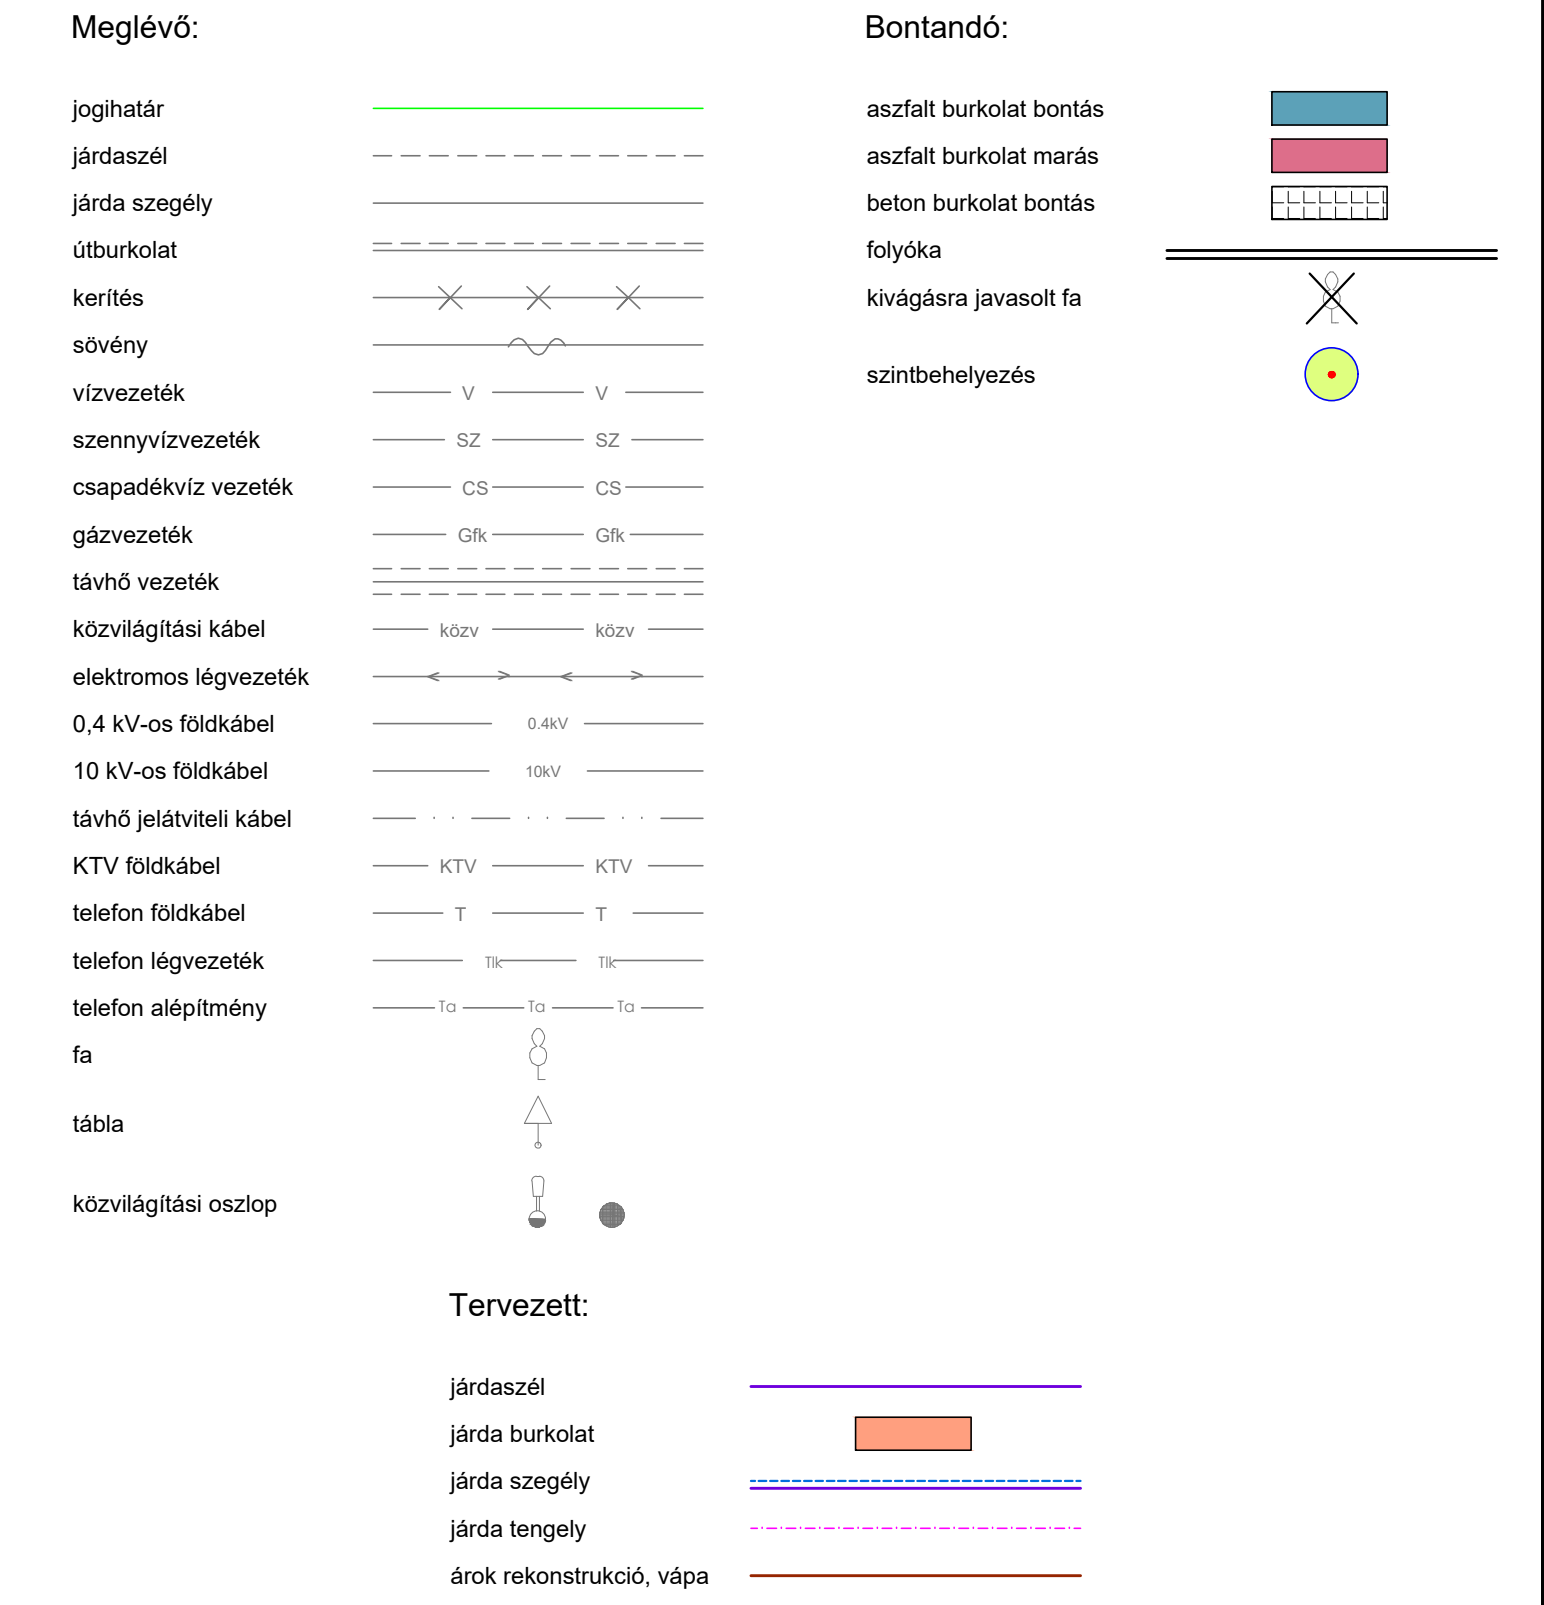 Meglévő:
jogihatár
járdaszél
járda szegély
útburkolat
kerítés
sövény
vízvezeték V V
szennyvízvezeték SZ SZ
csapadékvíz vezeték CS CS
gázvezeték Gfk Gfk
távhő vezeték
közvilágítási kábel közv közv
elektromos légvezeték
0,4 kV-os földkábel 0.4kV
10 kV-os földkábel 10kV
távhő jelátviteli kábel
KTV földkábel KTV KTV
telefon földkábel T T
telefon légvezeték Tlk Tlk
telefon alépítmény Ta Ta Ta
fa
tábla
közvilágítási oszlop
Bontandó:
aszfalt burkolat bontás
aszfalt burkolat marás
beton burkolat bontás
folyóka
kivágásra javasolt fa
szintbehelyezés
Tervezett:
járdaszél
járda burkolat
járda szegély
járda tengely
árok rekonstrukció, vápa